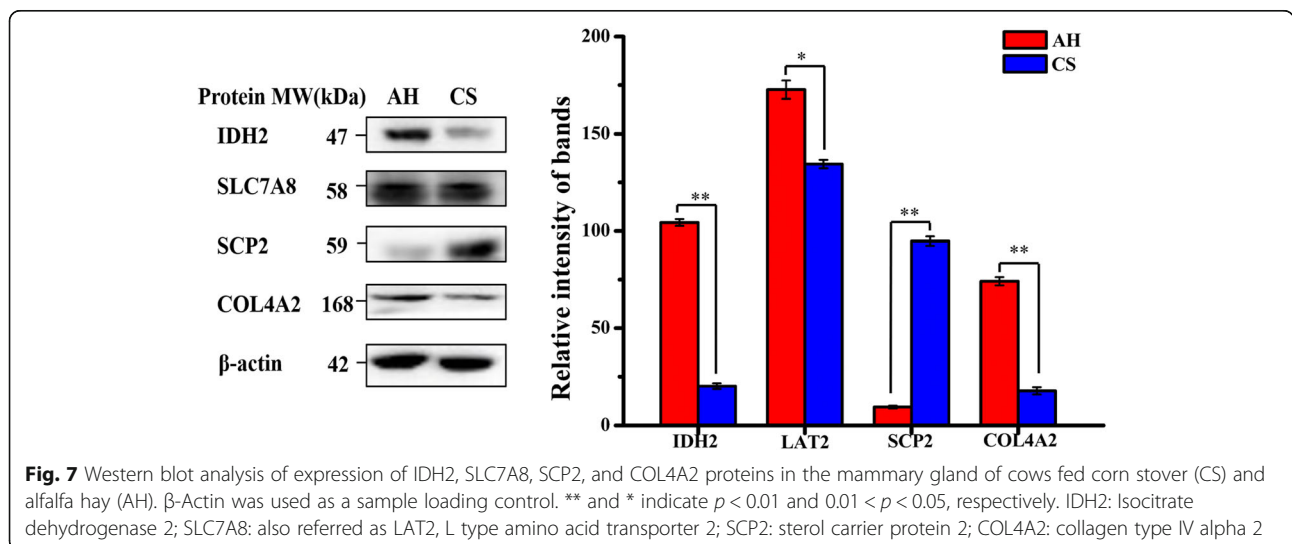 Protein MW(kDa) AH CS
IDH2 47
SLC7A8 58
SCP2 59
COL4A2 168
β-actin 42
Relative intensity of bands
200
150
100
50
0
AH
CS
**
*
**
**
IDH2 LAT2 SCP2 COL4A2
Fig. 7 Western blot analysis of expression of IDH2, SLC7A8, SCP2, and COL4A2 proteins in the mammary gland of cows fed corn stover (CS) and
alfalfa hay (AH). β-Actin was used as a sample loading control. ** and * indicate p < 0.01 and 0.01 < p < 0.05, respectively. IDH2: Isocitrate
dehydrogenase 2; SLC7A8: also referred as LAT2, L type amino acid transporter 2; SCP2: sterol carrier protein 2; COL4A2: collagen type IV alpha 2